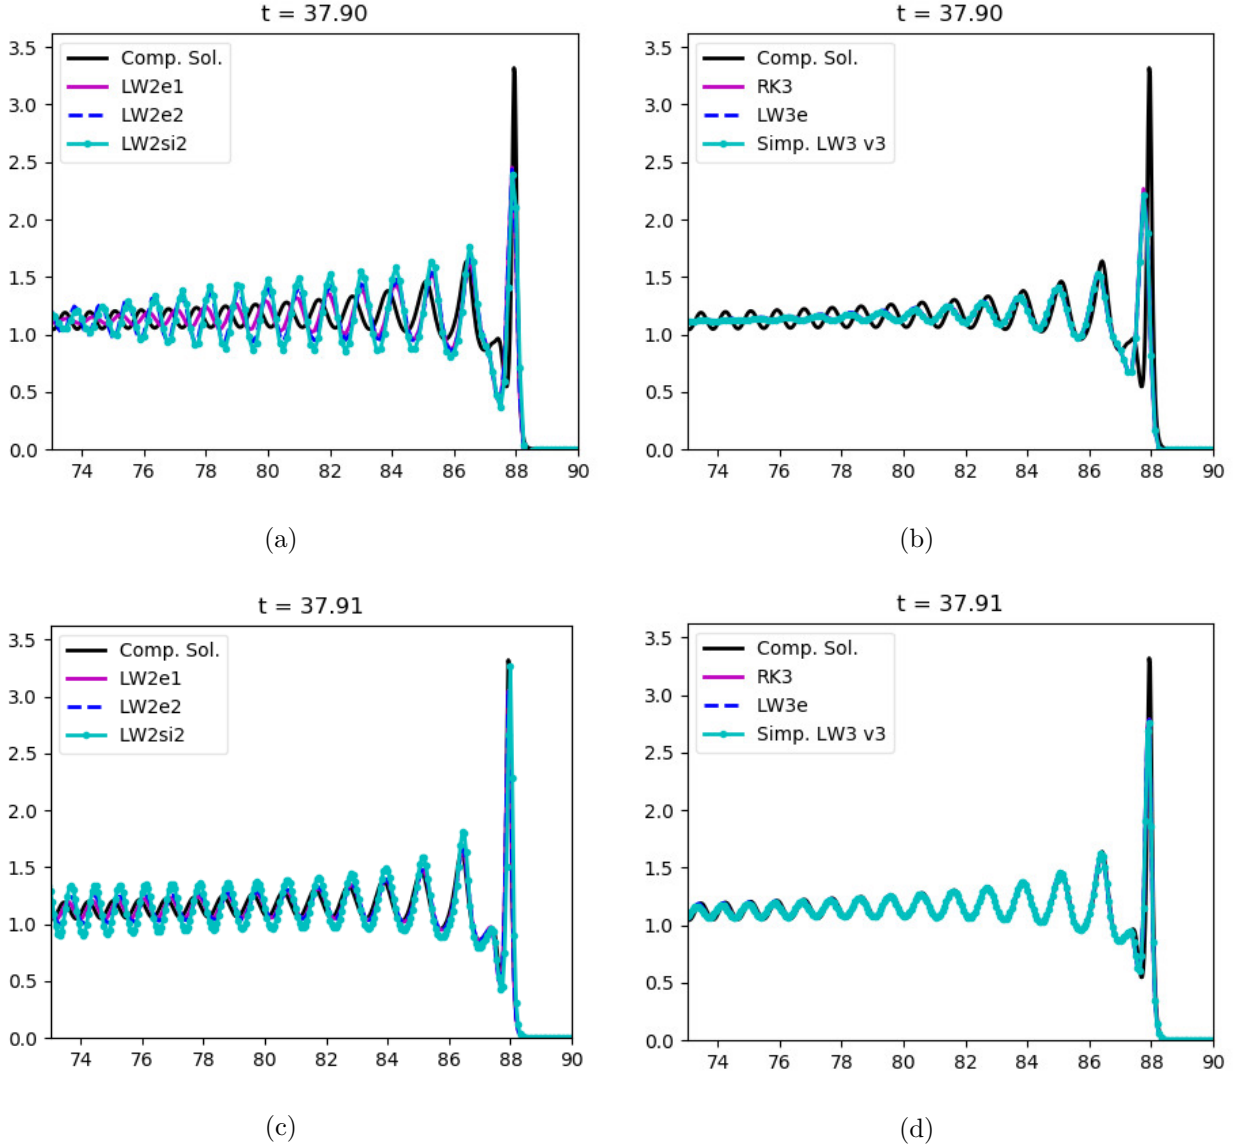 t = 37.90
3.5
3.0
2.5
2.0
1.5
1.0
0.5
0.0
Comp. Sol.
LW2e1
LW2e2
LW2si2
74 76 78 80 82 84 86 88 90
(a)
t = 37.90
3.5
3.0
2.5
2.0
1.5
1.0
0.5
0.0
Comp. Sol.
RK3
LW3e
Simp. LW3 v3
74 76 78 80 82 84 86 88 90
(b)
t = 37.91
3.5
3.0
2.5
2.0
1.5
1.0
0.5
0.0
Comp. Sol.
LW2e1
LW2e2
LW2si2
74 76 78 80 82 84 86 88 90
(c)
t = 37.91
3.5
3.0
2.5
2.0
1.5
1.0
0.5
0.0
Comp. Sol.
RK3
LW3e
Simp. LW3 v3
74 76 78 80 82 84 86 88 90
(d)